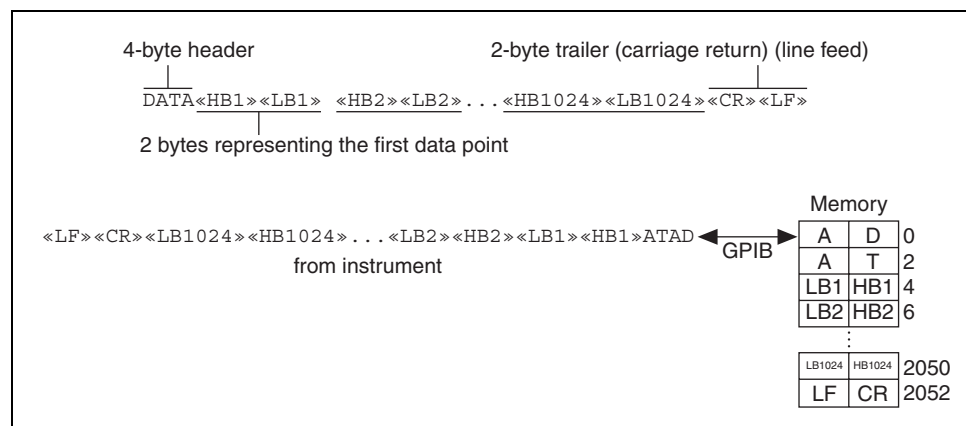 4-byte header
2-byte trailer (carriage return) (line feed)
DATA«HB1»«LB1» «HB2»«LB2»...«HB1024»«LB1024»«CR»«LF»
2 bytes representing the first data point
Memory
«LF»«CR»«LB1024»«HB1024»...«LB2»«HB2»«LB1»«HB1»ATAD
GPIB
from instrument
A D 0
A T 2
LB1 HB1 4
LB2 HB2 6
LB1024 HB1024 2050
LF CR 2052